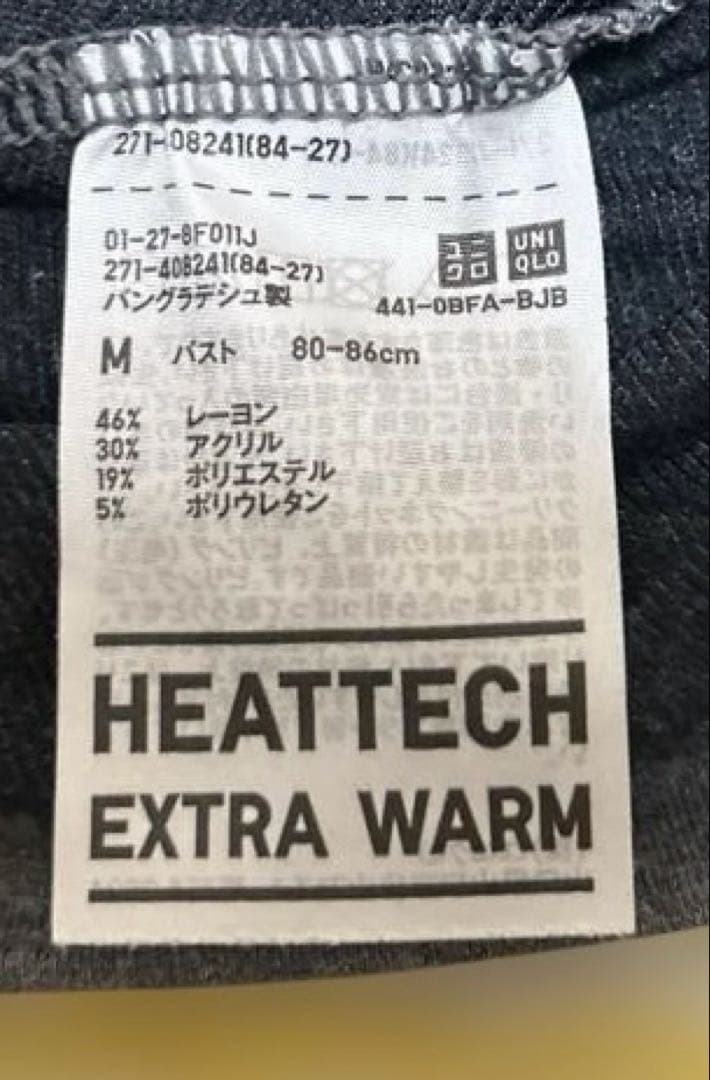 271-08241(84-27)
01-27-8F011J
271-408241(84-27)
バングラデシュ製
ユニ
クロ
UNI
QLO
441-0BFA-BJB
M バスト 80-86cm
46% レーヨン
30% アクリル
19% ポリエステル
5% ポリウレタン
HEATTECH
EXTRA WARM